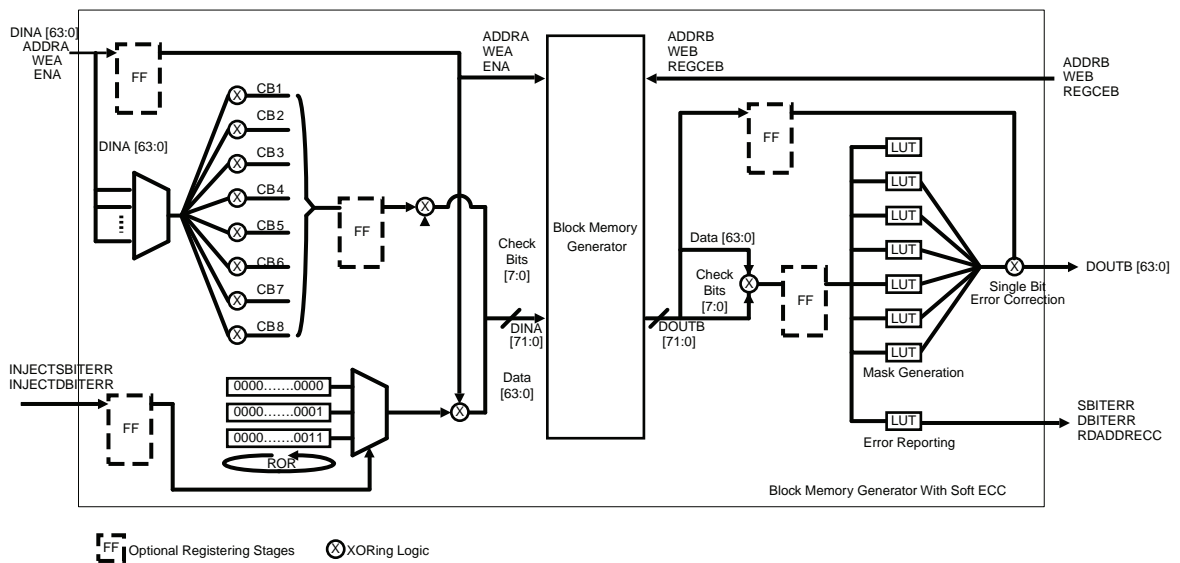 DINA [63:0]
ADDRA
WEA
ENA
FF
ADDRA
WEA
ENA
ADDRB
WEB
REGCEB
ADDRB
WEB
REGCEB
DINA [63:0]
X CB1
X CB2
X CB3
X CB4
X CB5
X CB6
X CB7
X CB8
FF
X
Check
Bits
[7:0]
DINA
[71:0]
Data
[63:0]
Block Memory
Generator
FF
Data [63:0]
Check
Bits
[7:0]
X
FF
DOUTB
[71:0]
LUT
LUT
LUT
LUT
LUT
LUT
LUT
Mask Generation
X
Single Bit
Error Correction
DOUTB [63:0]
INJECTSBITERR
INJECTDBITERR
FF
0000.......0000
0000.......0001
0000.......0011
ROR
X
LUT
Error Reporting
SBITERR
DBITERR
RDADDRECC
Block Memory Generator With Soft ECC
FF Optional Registering Stages
X XORing Logic